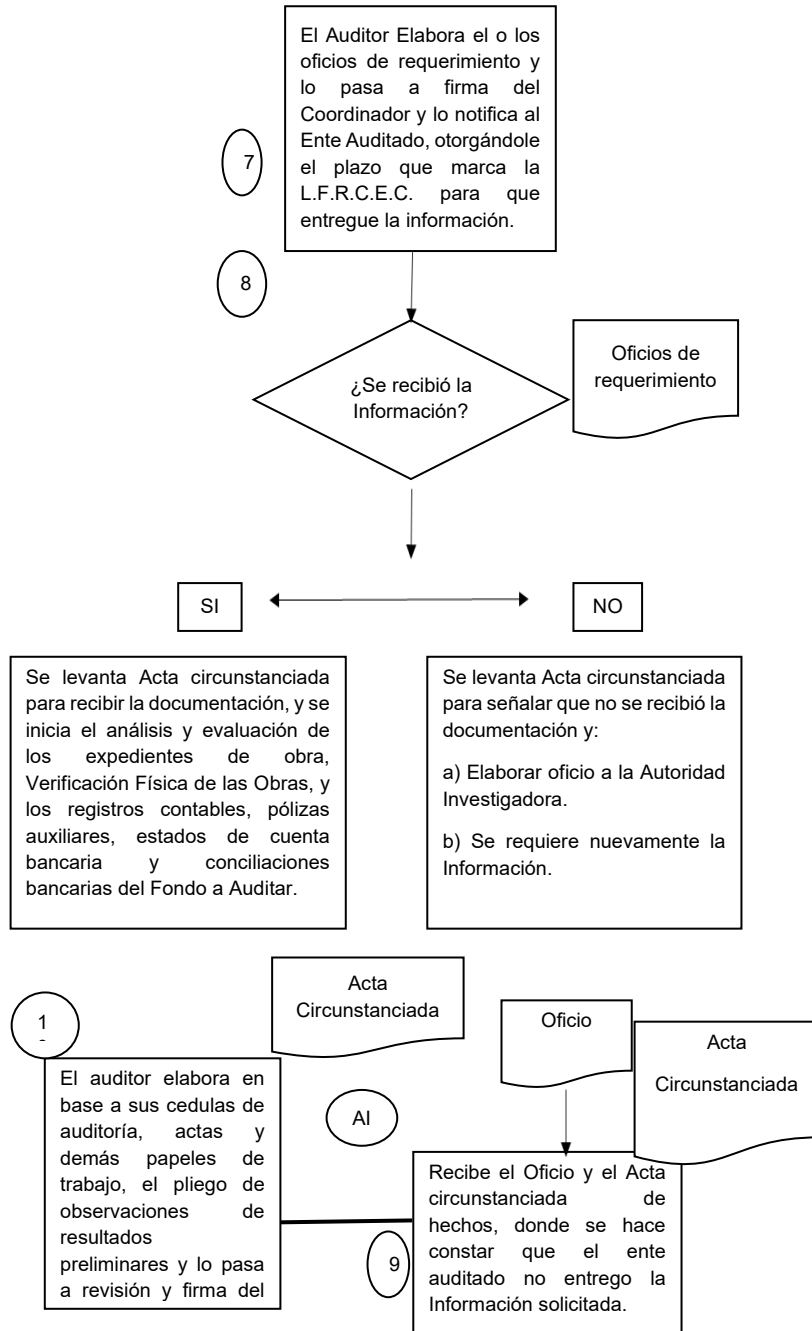 El Auditor Elabora el o los
oficios de requerimiento y
lo pasa a firma del
Coordinador y lo notifica al
Ente Auditado, otorgándole
el plazo que marca la
L.F.R.C.E.C. para que
entregue la información.
7
8
¿Se recibió la
Información?
Oficios de
requerimiento
SI
NO
Se levanta Acta circunstanciada
para recibir la documentación, y se
inicia el análisis y evaluación de
los expedientes de obra,
Verificación Física de las Obras, y
los registros contables, pólizas
auxiliares, estados de cuenta
bancaria y conciliaciones
bancarias del Fondo a Auditar.
Se levanta Acta circunstanciada
para señalar que no se recibió la
documentación y:
a) Elaborar oficio a la Autoridad
Investigadora.
b) Se requiere nuevamente la
Información.
Acta
Circunstanciada
Oficio
Acta
Circunstanciada
1
El auditor elabora en
base a sus cedulas de
auditoría, actas y
demás papeles de
trabajo, el pliego de
observaciones de
resultados
preliminares y lo pasa
a revisión y firma del
AI
9
Recibe el Oficio y el Acta
circunstanciada de
hechos, donde se hace
constar que el ente
auditado no entrego la
Información solicitada.